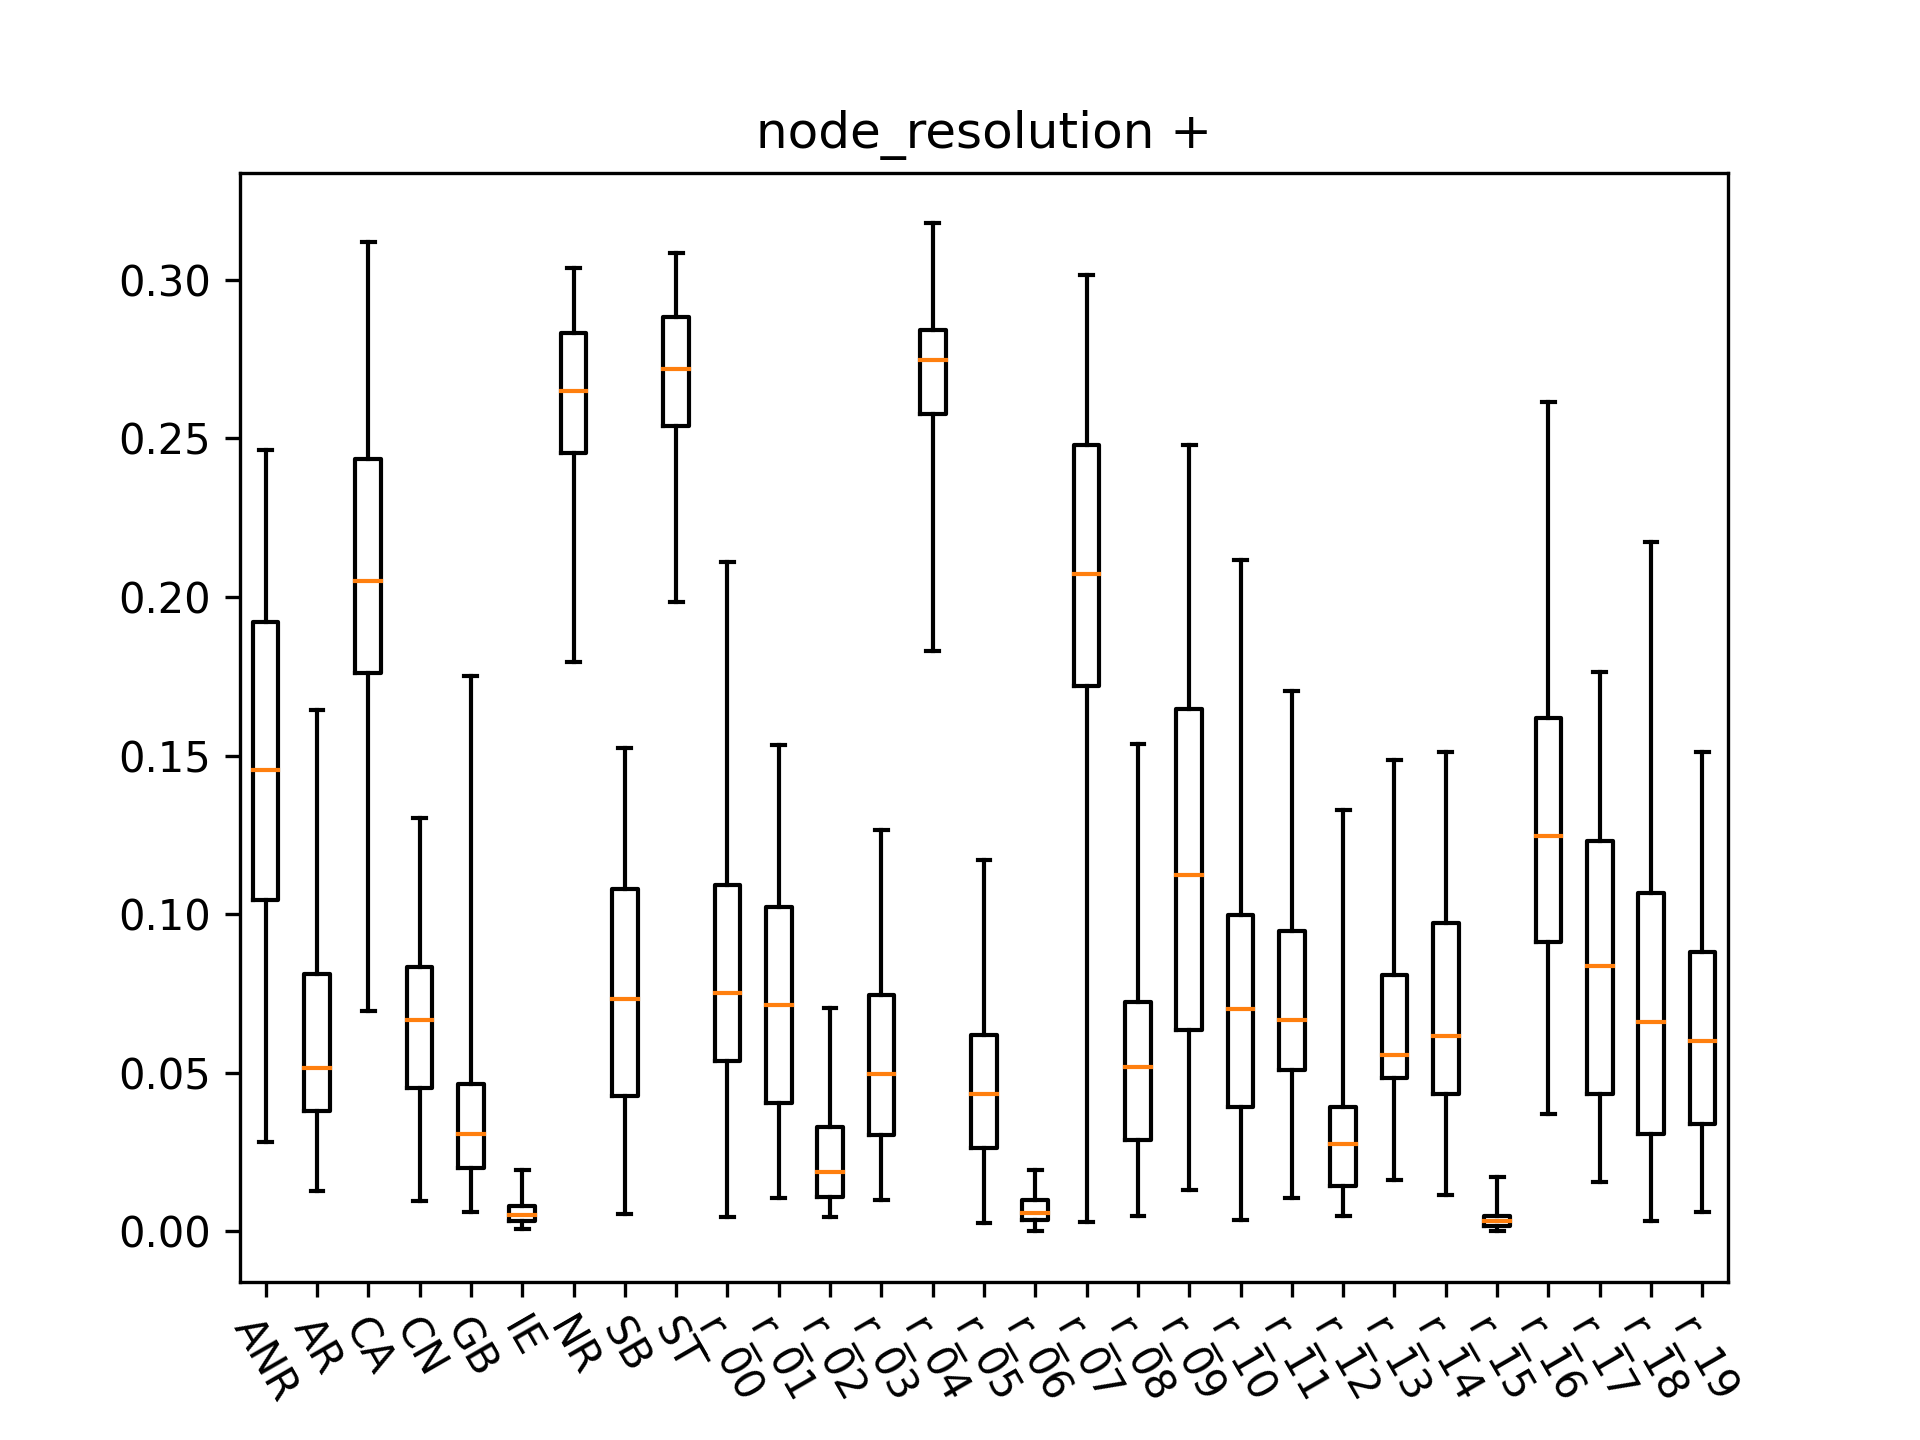 node_resolution +
0.30
0.25
0.20
0.15
0.10
0.05
0.00
ANR
AR
CA
CN
GB
IE
NR
SB
ST
r_00
r_01
r_02
r_03
r_04
r_05
r_06
r_07
r_08
r_09
r_10
r_11
r_12
r_13
r_14
r_15
r_16
r_17
r_18
r_19